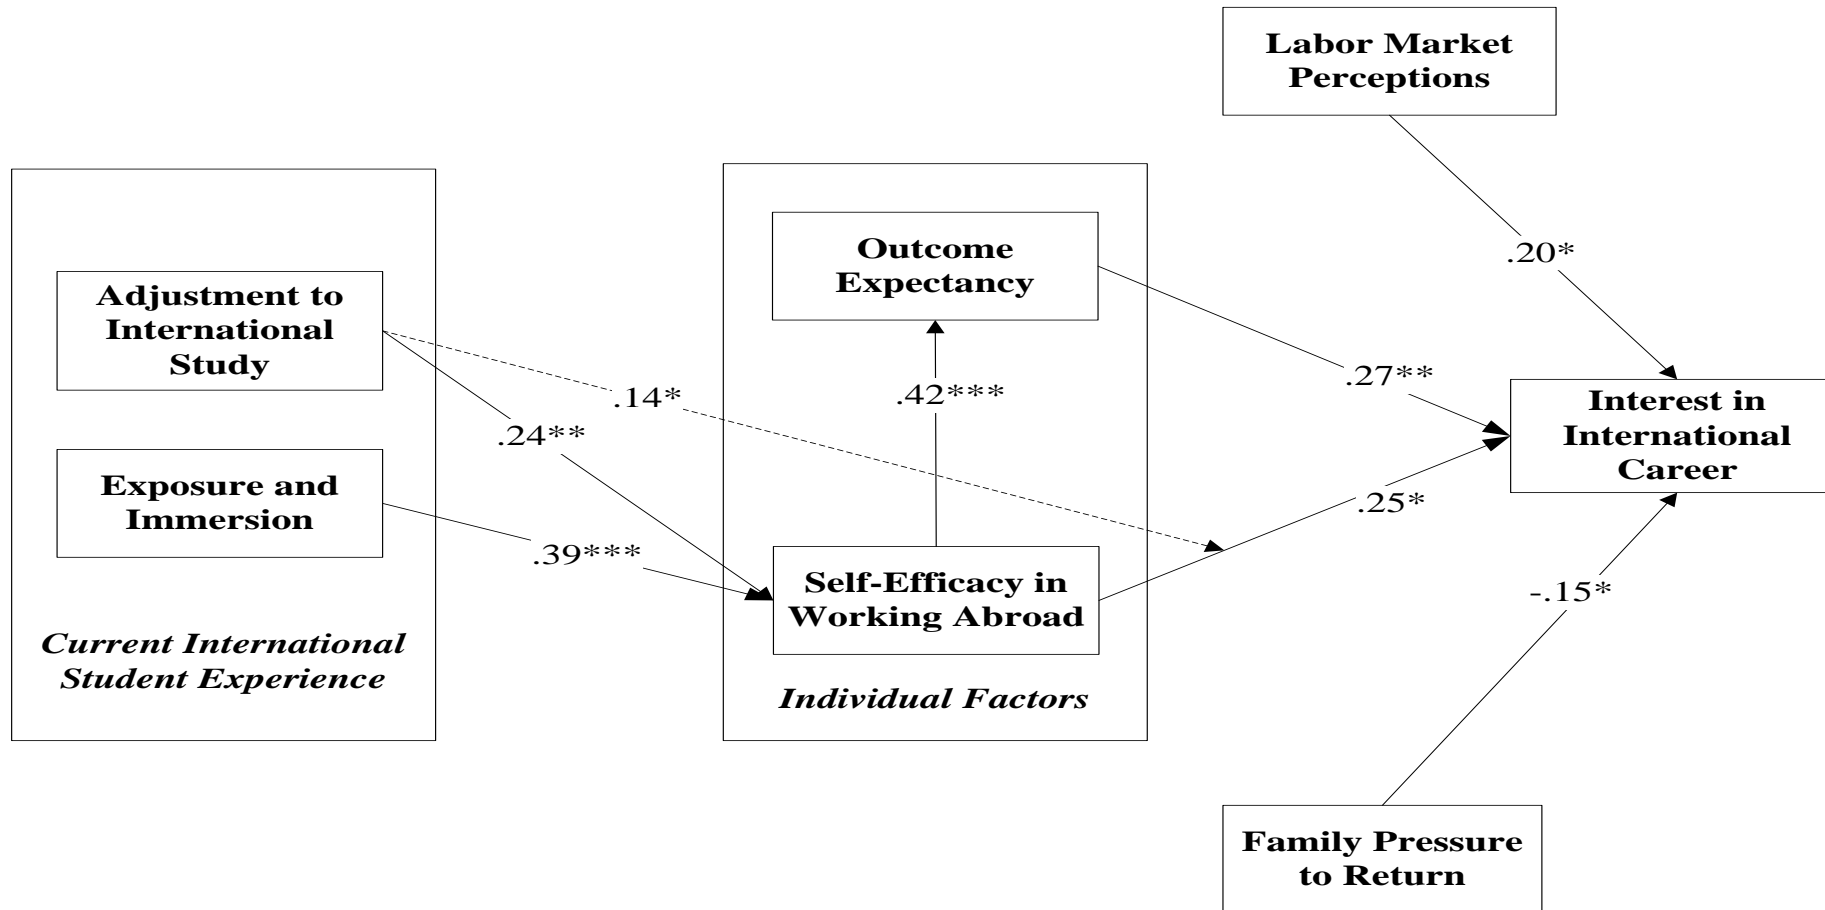 Labor Market
Perceptions
Outcome
Expectancy
.20*
Adjustment to
International
Study
.14*
.42***
.27**
Interest in
International
Career
.24**
Exposure and
Immersion
.39***
.25*
Self-Efficacy in
Working Abroad
-.15*
Current International
Student Experience
Individual Factors
Family Pressure
to Return